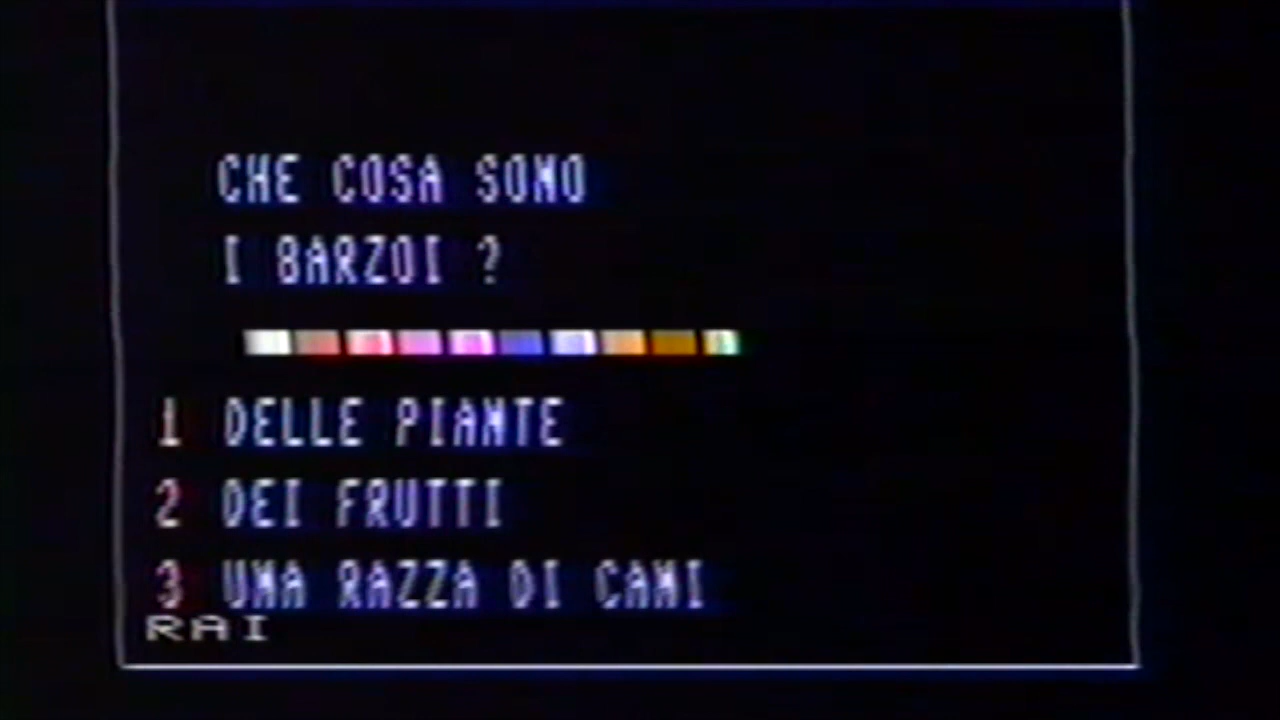 CHE COSA SONO
I BARZOI ?
1 DELLE PIANTE
2 DEI FRUTTI
3 UNA RAZZA DI CANI
RAI